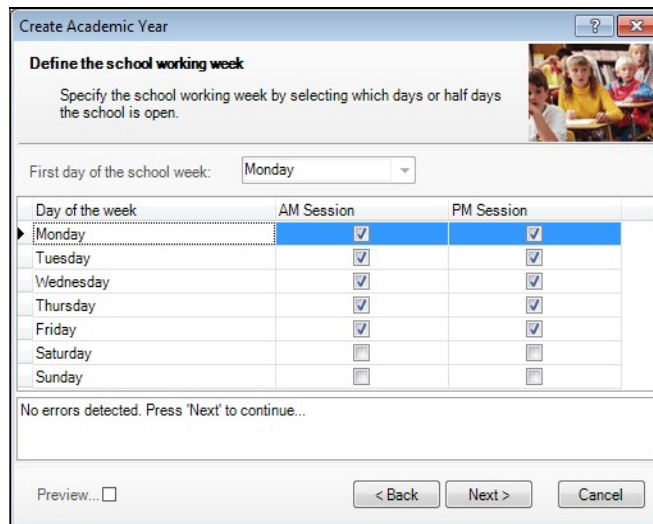 Create Academic Year
Define the school working week
Specify the school working week by selecting which days or half days
the school is open.
First day of the school week: Monday
Day of the week AM Session PM Session
Monday
Tuesday
Wednesday
Thursday
Friday
Saturday
Sunday
No errors detected. Press 'Next' to continue...
Preview... < Back Next > Cancel